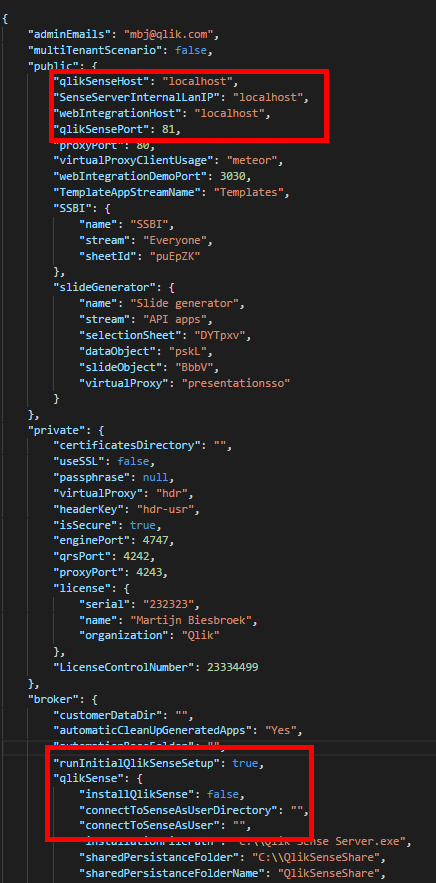 {
"adminEmails": "mbj@qlik.com",
"multiTenantScenario": false,
"public": {
"qlikSenseHost": "localhost",
"SenseServerInternalLanIP": "localhost",
"webIntegrationHost": "localhost",
"qlikSensePort": 81,
"proxyPort": 80,
"virtualProxyClientUsage": "meteor",
"webIntegrationDemoPort": 3030,
"TemplateAppStreamName": "Templates",
"SSBI": {
"name": "SSBI",
"stream": "Everyone",
"sheetId": "puEpZK"
},
"slideGenerator": {
"name": "Slide generator",
"stream": "API apps",
"selectionSheet": "DYTpxv",
"dataObject": "pskL",
"slideObject": "BbbV",
"virtualProxy": "presentationsso"
}
},
"private": {
"certificatesDirectory": "",
"useSSL": false,
"passphrase": null,
"virtualProxy": "hdr",
"headerKey": "hdr-usr",
"isSecure": true,
"enginePort": 4747,
"qrsPort": 4242,
"proxyPort": 4243,
"license": {
"serial": "232323",
"name": "Martijn Biesbroek",
"organization": "Qlik"
},
"LicenseControlNumber": 23334499
},
"broker": {
"customerDataDir": "",
"automaticCleanUpGeneratedApps": "Yes",
"automationBaseFolder": "",
"runInitialQlikSenseSetup": true,
"qlikSense": {
"installQlikSense": false,
"connectToSenseAsUserDirectory": "",
"connectToSenseAsUser": "",
"installationFilePath": "C:\\Qlik Sense Server.exe",
"sharedPersistanceFolder": "C:\\QlikSenseShare",
"sharedPersistanceFolderName": "QlikSenseShare",